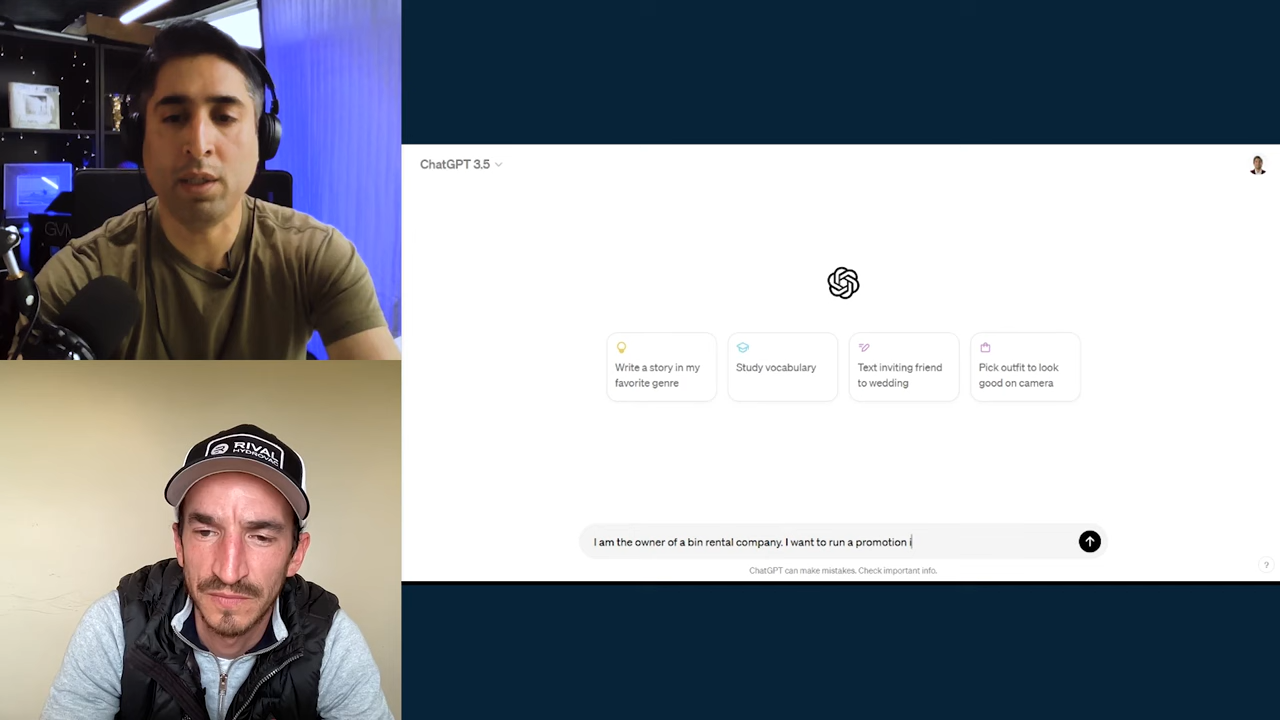 GVM
RIVAL
HYDROVAC
ChatGPT 3.5
Write a story in my
favorite genre
Study vocabulary
Text inviting friend
to wedding
Pick outfit to look
good on camera
I am the owner of a bin rental company. I want to run a promotion i
ChatGPT can make mistakes. Check important info.
?